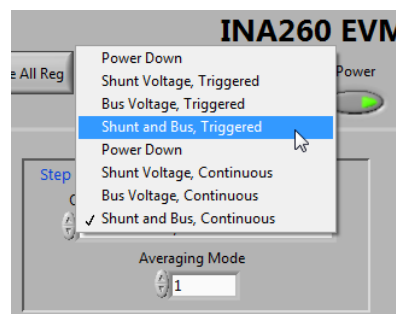 INA260 EVM
e All Reg
Power
Power Down
Shunt Voltage, Triggered
Bus Voltage, Triggered
Shunt and Bus, Triggered
Power Down
Shunt Voltage, Continuous
Bus Voltage, Continuous
✓ Shunt and Bus, Continuous
Step
Averaging Mode
1